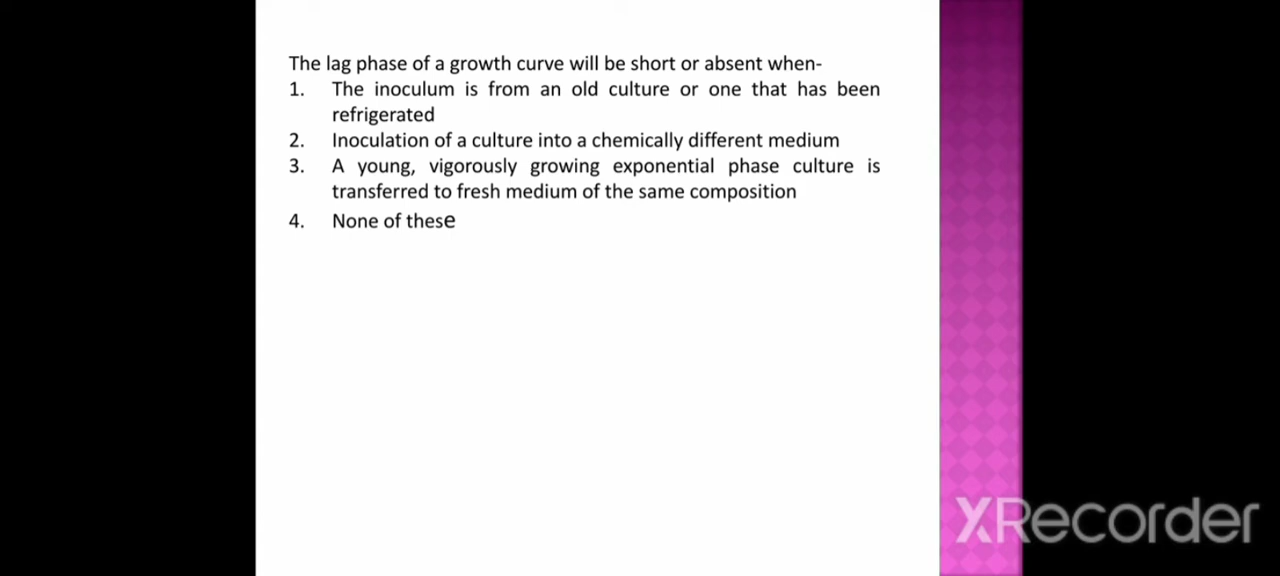 The lag phase of a growth curve will be short or absent when-
1. The inoculum is from an old culture or one that has been
refrigerated
2. Inoculation of a culture into a chemically different medium
3. A young, vigorously growing exponential phase culture is
transferred to fresh medium of the same composition
4. None of these
XRecorder